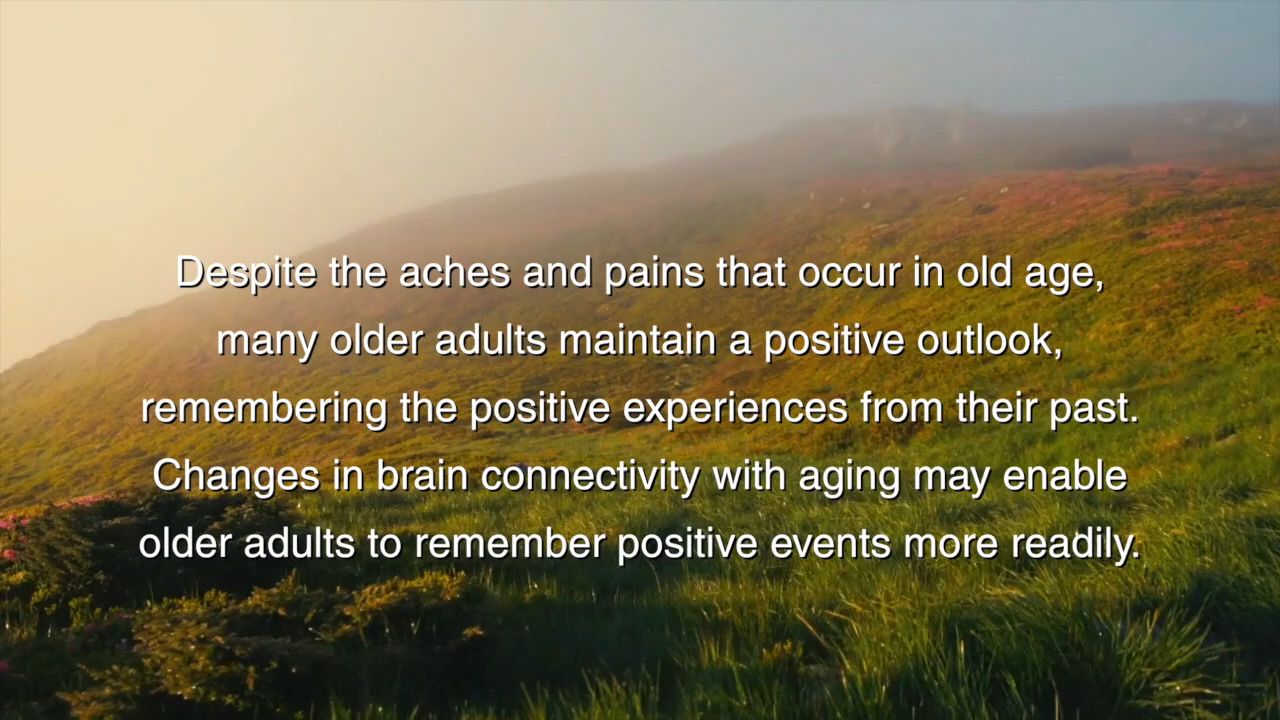 Despite the aches and pains that occur in old age,
many older adults maintain a positive outlook,
remembering the positive experiences from their past.
Changes in brain connectivity with aging may enable
older adults to remember positive events more readily.